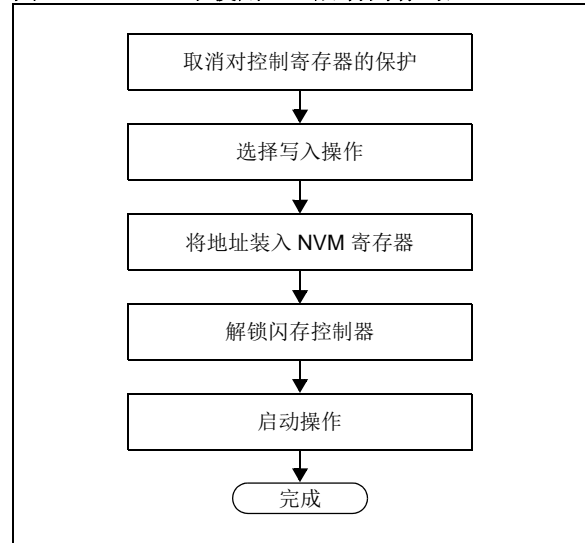 取消对控制寄存器的保护
选择写入操作
将地址装入 NVM 寄存器
解锁闪存控制器
启动操作
完成